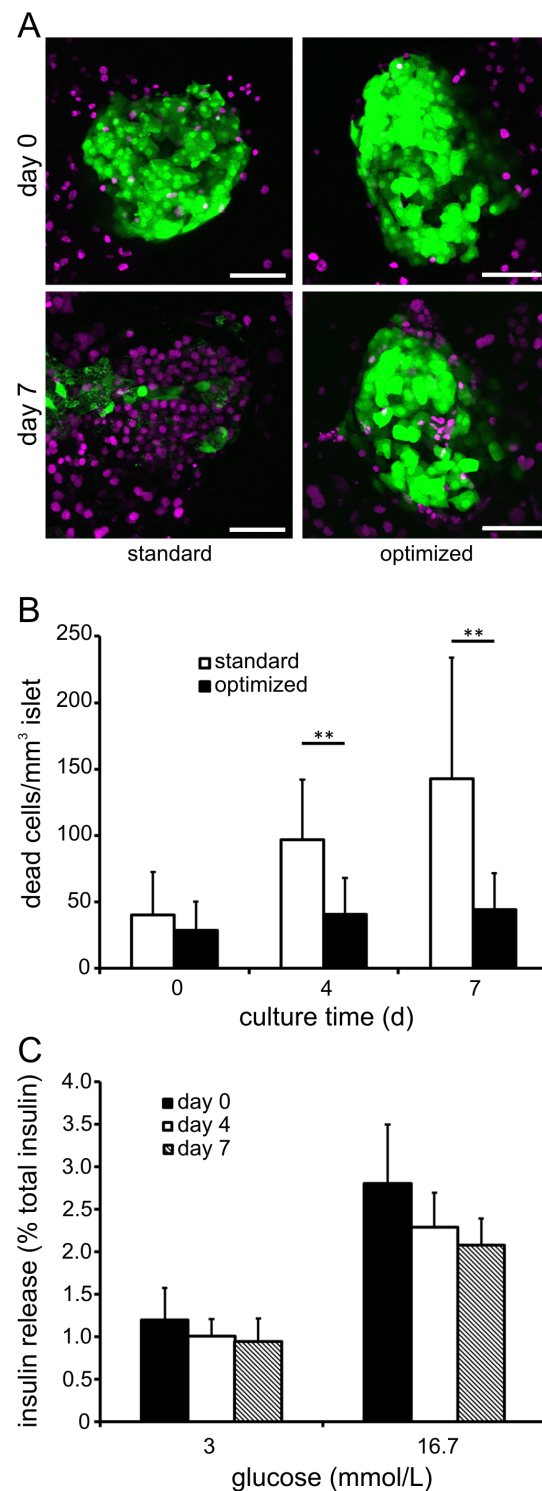 A
day 0
day 7
standard
optimized
B
dead cells/mm³ islet
250
200
150
100
50
0
standard
optimized
**
**
0
4
7
culture time (d)
C
insulin release (% total insulin)
4.0
3.5
3.0
2.5
2.0
1.5
1.0
0.5
0
day 0
day 4
day 7
3
16.7
glucose (mmol/L)